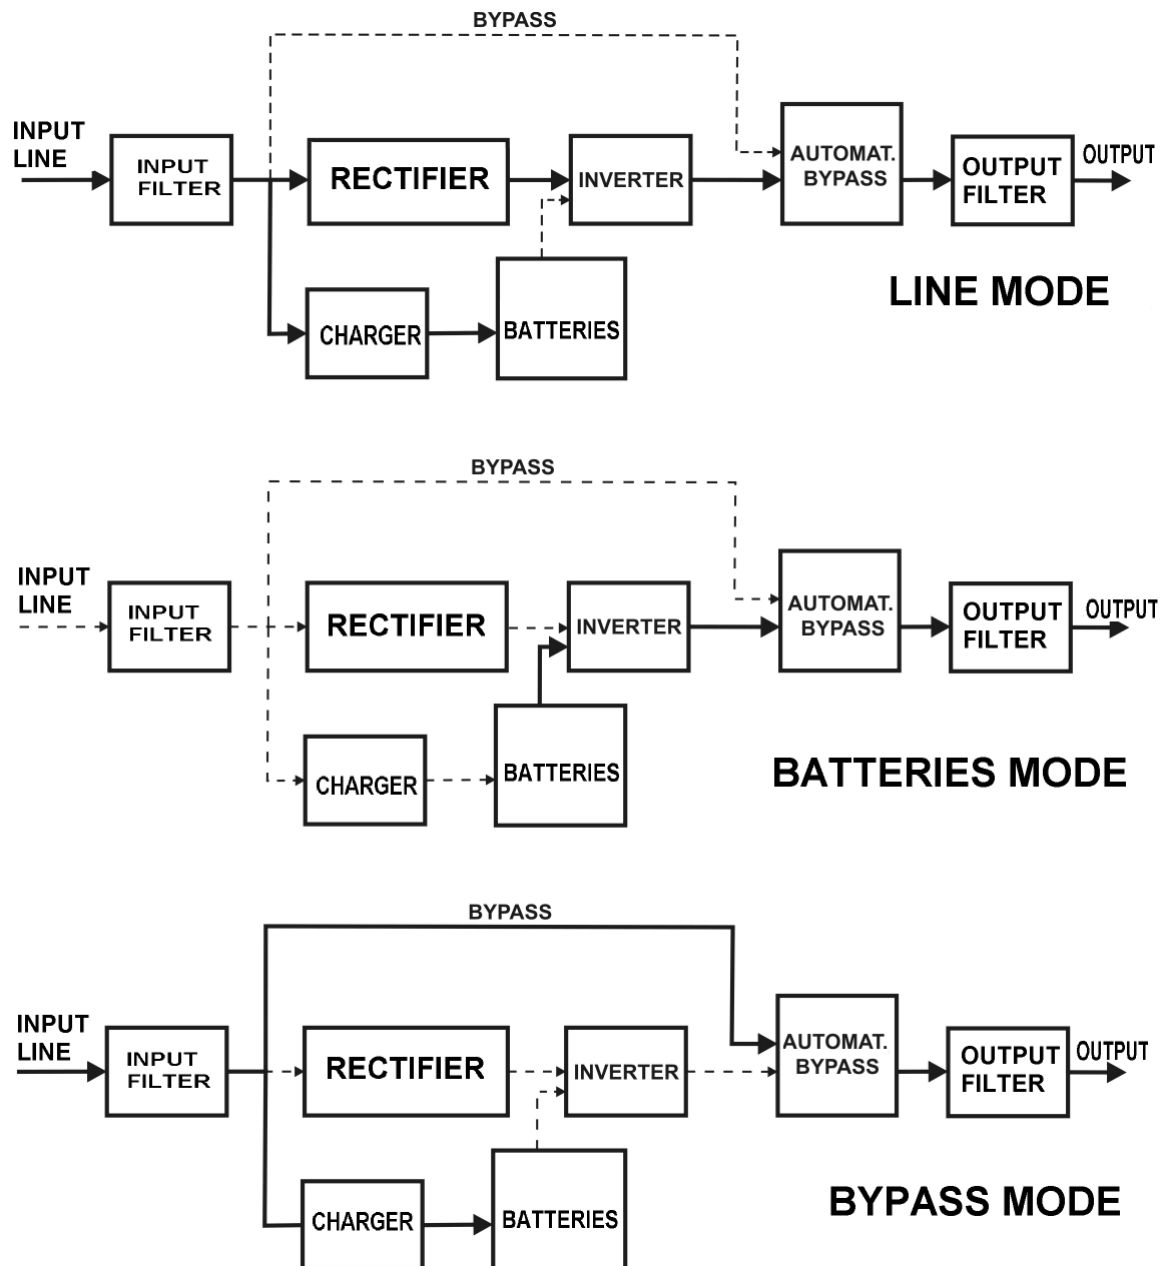 BYPASS
INPUT
LINE
INPUT
FILTER
RECTIFIER
INVERTER
AUTOMAT.
BYPASS
OUTPUT
FILTER
OUTPUT
CHARGER
BATTERIES
LINE MODE
BYPASS
INPUT
LINE
INPUT
FILTER
RECTIFIER
INVERTER
AUTOMAT.
BYPASS
OUTPUT
FILTER
OUTPUT
CHARGER
BATTERIES
BATTERIES MODE
BYPASS
INPUT
LINE
INPUT
FILTER
RECTIFIER
INVERTER
AUTOMAT.
BYPASS
OUTPUT
FILTER
OUTPUT
CHARGER
BATTERIES
BYPASS MODE